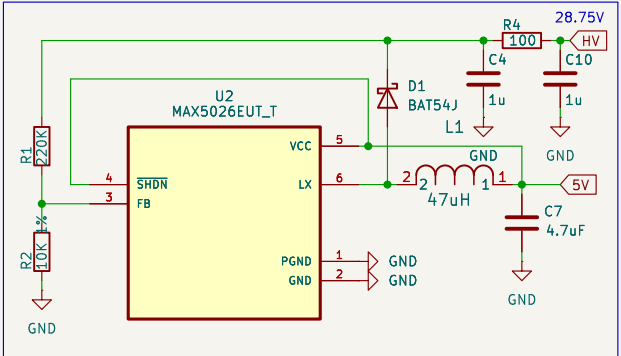 28.75V
R4
100
HV
C4
C10
1u
1u
D1
BAT54J
U2
MAX5026EUT_T
L1
GND
GND
R1
220K
VCC
5
4
SHDN
LX
6
2
2
1
1
5V
47uH
3
FB
1%
R2
10K
C7
4.7uF
PGND
1
GND
GND
2
GND
GND
GND